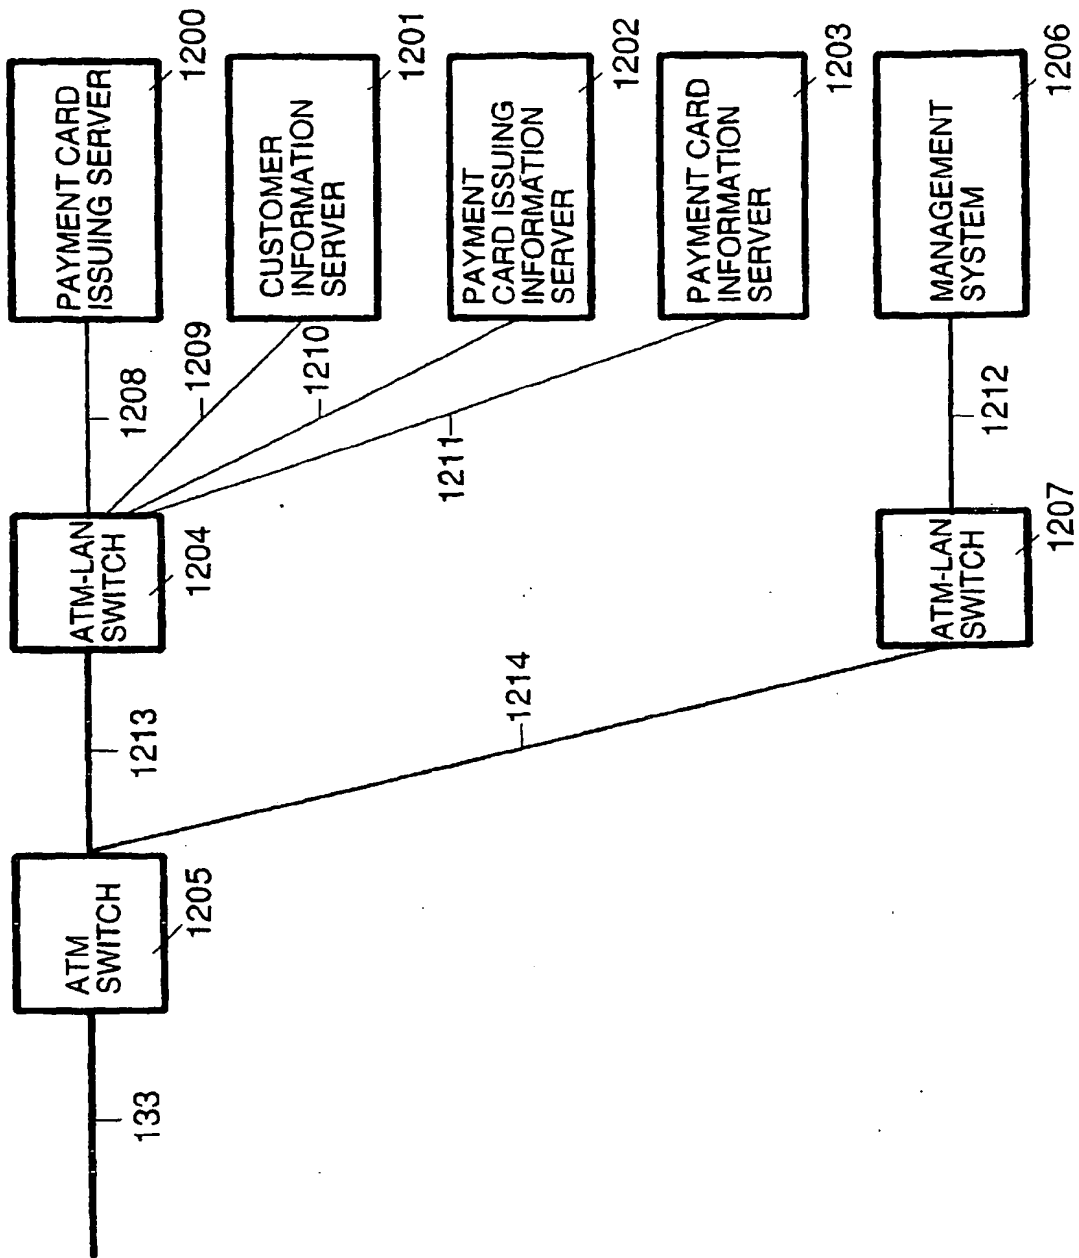 PAYMENT CARD
ISSUING SERVER
1200
CUSTOMER
INFORMATION
SERVER
1201
PAYMENT
CARD ISSUING
INFORMATION
SERVER
1202
PAYMENT CARD
INFORMATION
SERVER
1203
MANAGEMENT
SYSTEM
1206
1208
1209
1210
1211
1212
ATM-LAN
SWITCH
1204
ATM-LAN
SWITCH
1207
1213
1214
ATM
SWITCH
1205
133